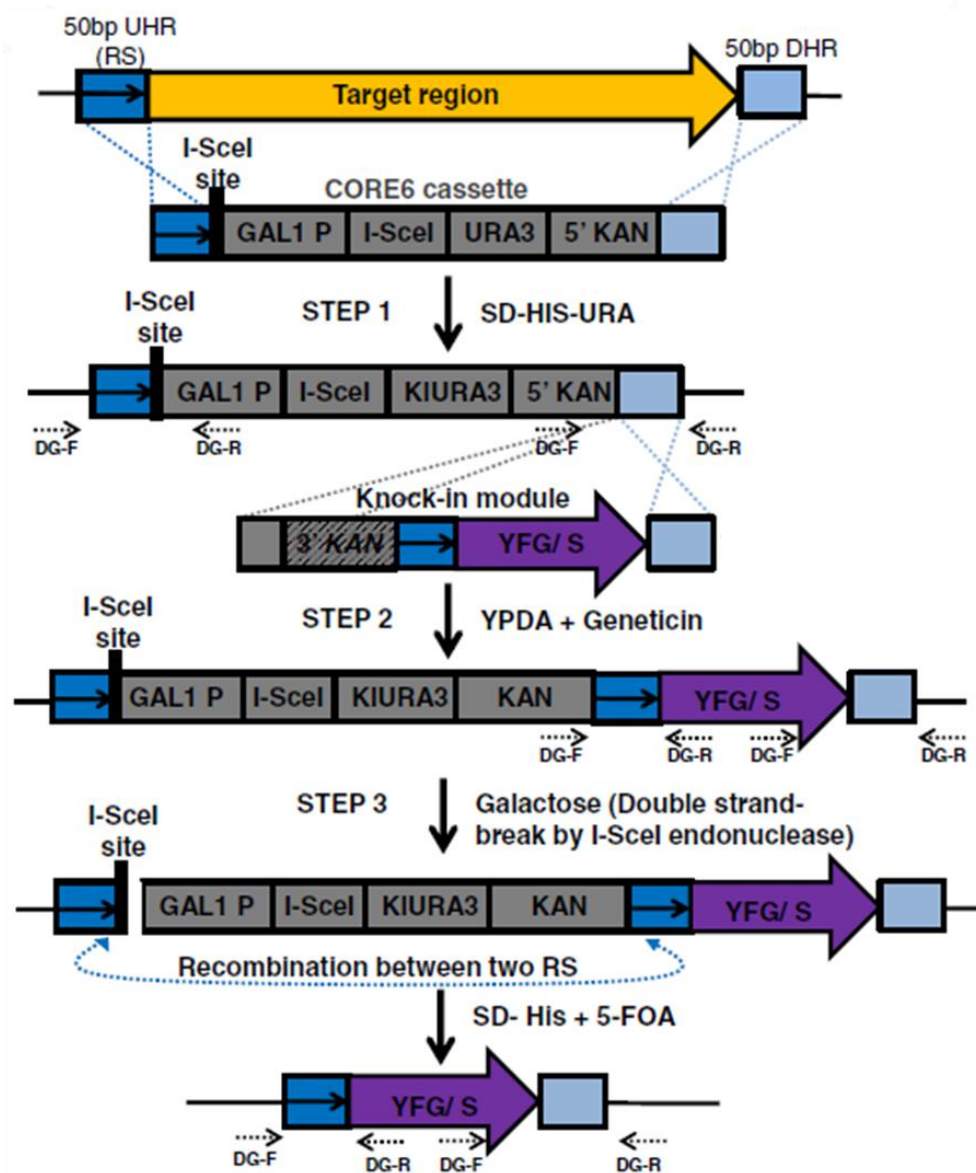 50bp UHR
(RS)
50bp DHR
Target region
I-SceI
site
CORE6 cassette
GAL1 P I-SceI URA3 5' KAN
I-SceI
site
STEP 1 SD-HIS-URA
GAL1 P I-SceI KIURA3 5' KAN
DG-F DG-R DG-F DG-R
Knock-in module
3' KAN YFG/ S
I-SceI
site
STEP 2 YPDA + Geneticin
GAL1 P I-SceI KIURA3 KAN YFG/ S
DG-F DG-R DG-F DG-R
I-SceI
site
STEP 3 Galactose (Double strand-
break by I-SceI endonuclease)
GAL1 P I-SceI KIURA3 KAN YFG/ S
Recombination between two RS
SD- His + 5-FOA
YFG/ S
DG-F DG-R DG-F DG-R